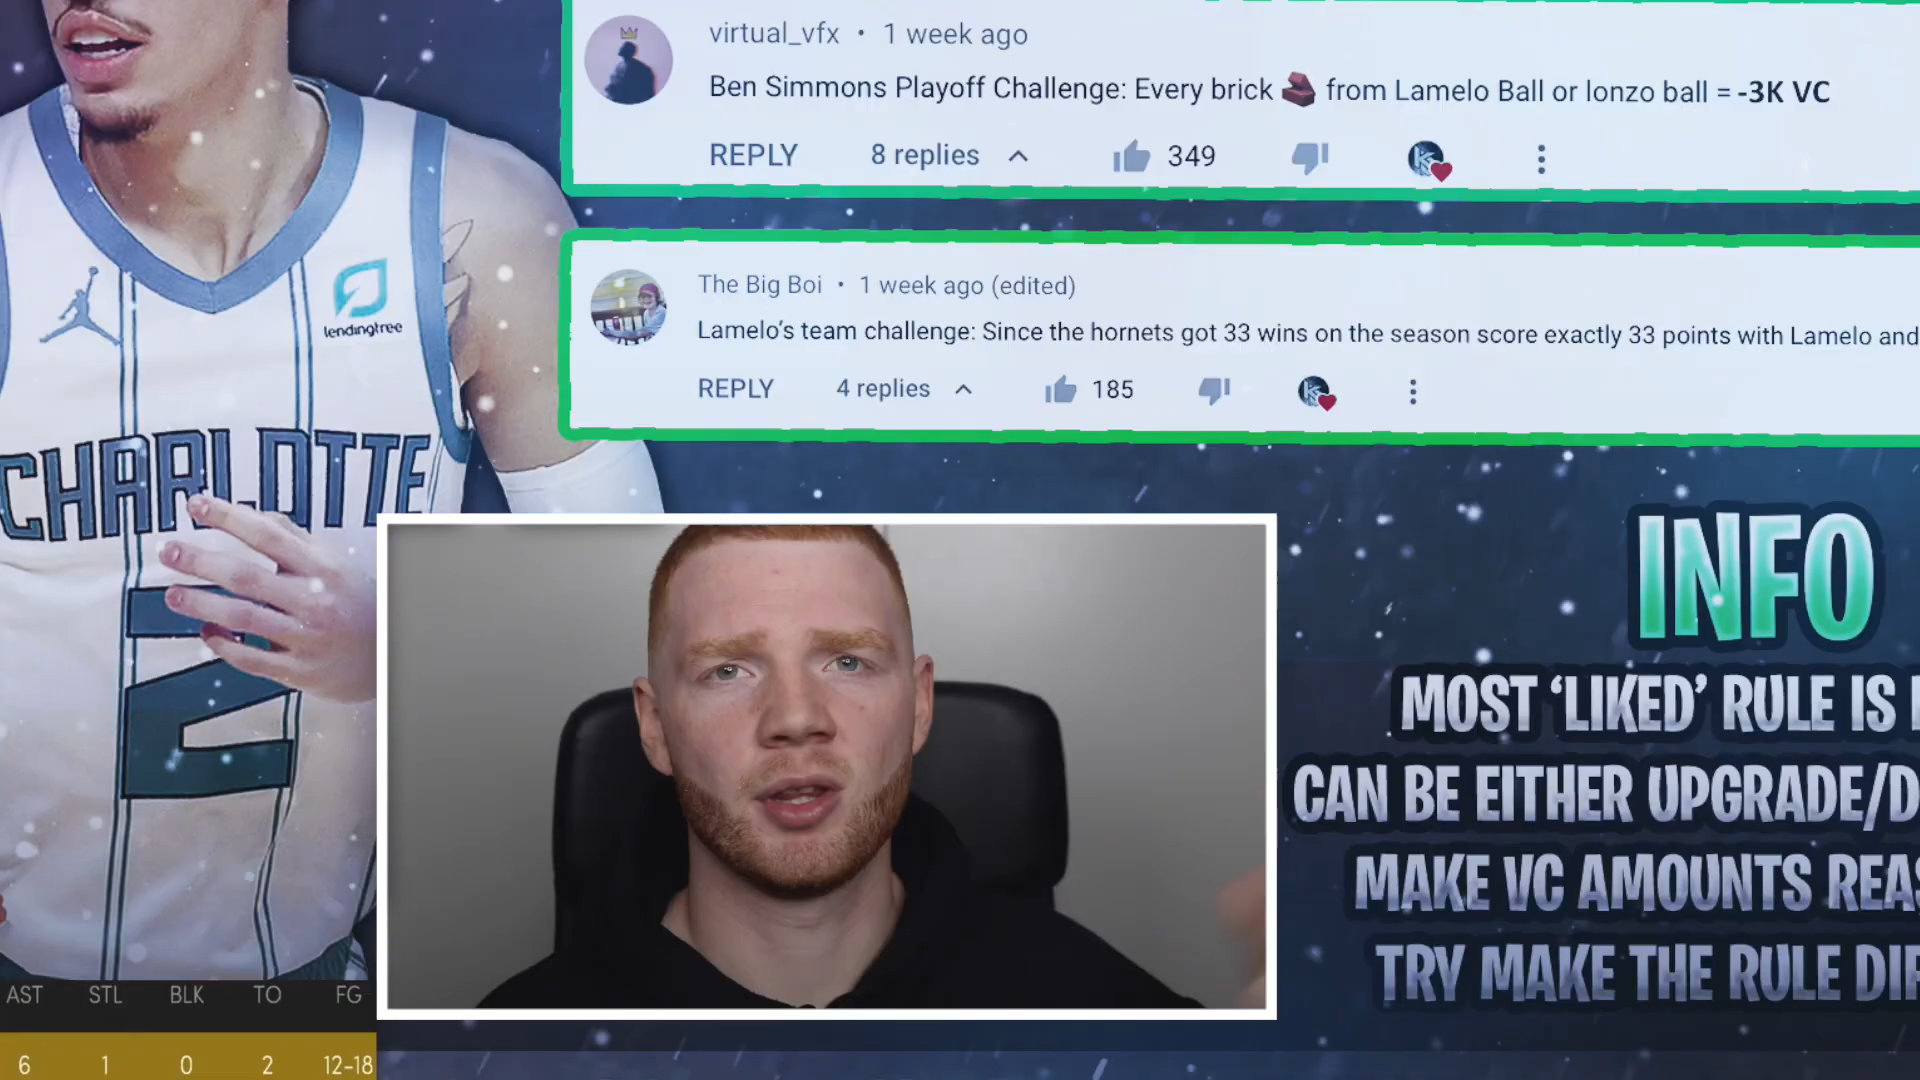 virtual_vfx • 1 week ago
Ben Simmons Playoff Challenge: Every brick 🧱 from Lamelo Ball or lonzo ball = -3K VC
REPLY 8 replies 349
The Big Boi • 1 week ago (edited)
Lamelo's team challenge: Since the hornets got 33 wins on the season score exactly 33 points with Lamelo and
REPLY 4 replies 185
lendingtree
CHARLOTTE
INFO
MOST ‘LIKED’ RULE IS
CAN BE EITHER UPGRADE/D
MAKE VC AMOUNTS REAS
TRY MAKE THE RULE DIF
AST STL BLK TO FG
6 1 0 2 12-18